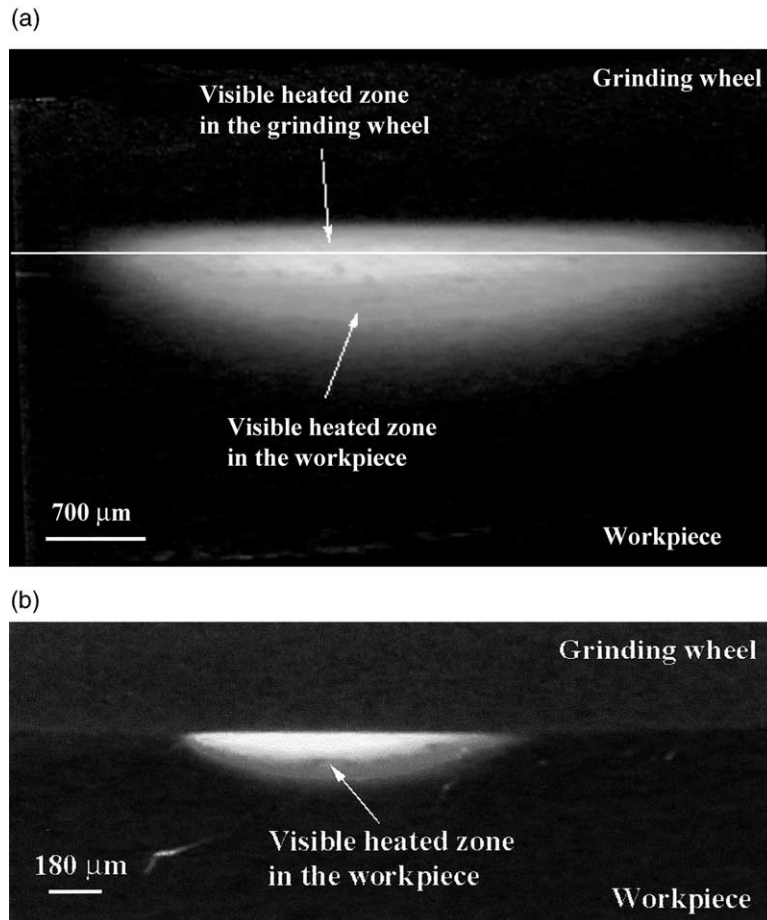 (a)
Grinding wheel
Visible heated zone
in the grinding wheel
Visible heated zone
in the workpiece
700 μm
Workpiece
(b)
Grinding wheel
Visible heated zone
in the workpiece
180 μm
Workpiece